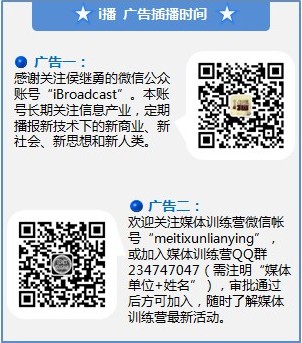 i播 广告插播时间
广告一：
感谢关注侯继勇的微信公众
账号“iBroadcast”。本账
号长期关注信息产业，定期
播报新技术下的新商业、新
社会、新思想和新人类。
广告二：
欢迎关注媒体训练营微信帐
号“meitixunlianying”，
或加入媒体训练营QQ群
234747047（需注明“媒体
单位+姓名”），审批通过
后方可加入，随时了解媒体
训练营最新活动。